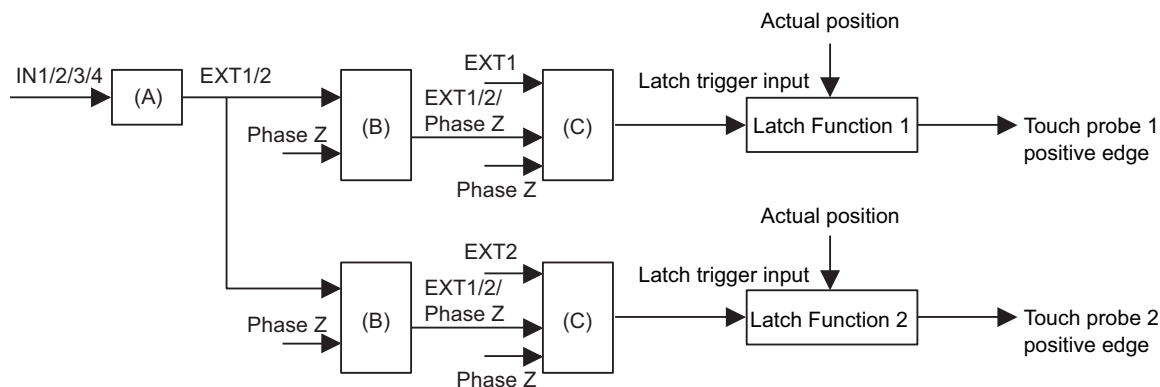 Actual position
IN1/2/3/4
(A)
EXT1/2
Phase Z
(B)
EXT1/2/
Phase Z
EXT1
Phase Z
(C)
Latch trigger input
Latch Function 1
Touch probe 1
positive edge
Actual position
Phase Z
(B)
EXT1/2/
Phase Z
EXT2
Phase Z
(C)
Latch trigger input
Latch Function 2
Touch probe 2
positive edge